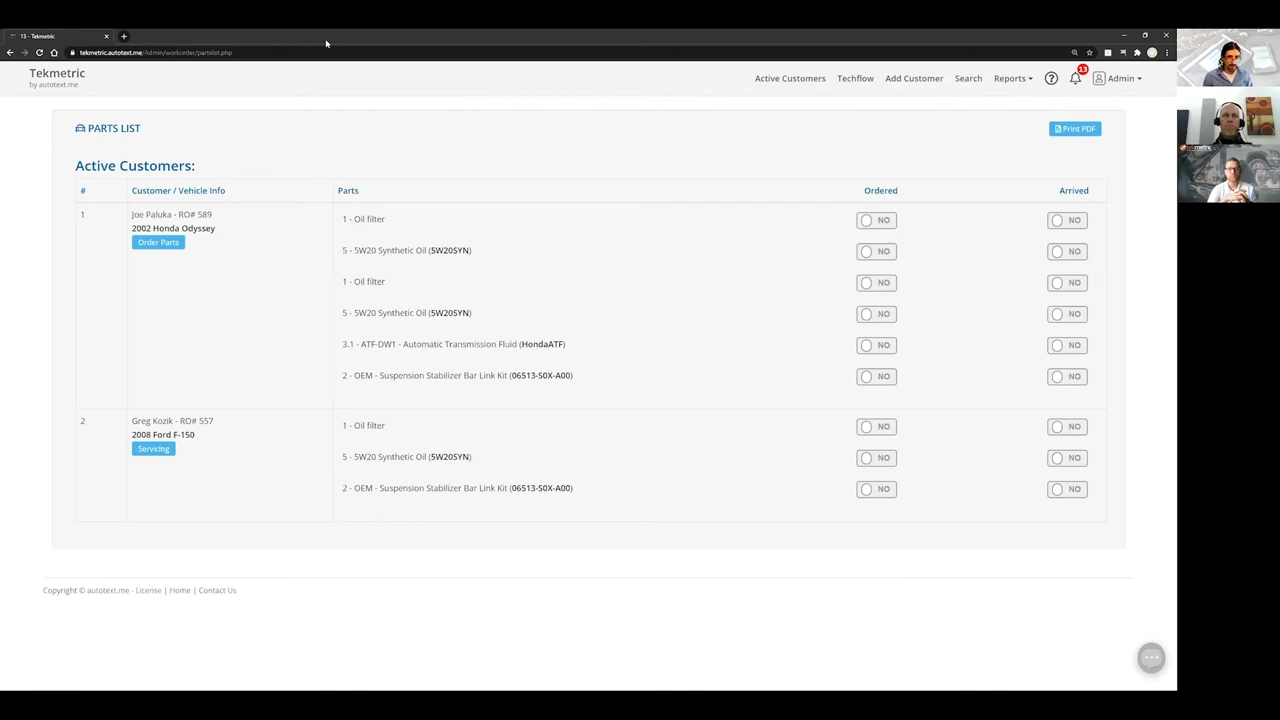 13 - Tekmetric
tekmetric.autotext.me/Admin/workorder/partslist.php
Tekmetric
by autotext.me
Active Customers
Techflow
Add Customer
Search
Reports
13
Admin
PARTS LIST
Print PDF
Active Customers:
# Customer / Vehicle Info Parts Ordered Arrived
1 Joe Paluka - RO# 589
2002 Honda Odyssey
Order Parts
1 - Oil filter NO NO
5 - 5W20 Synthetic Oil (5W20SYN) NO NO
1 - Oil filter NO NO
5 - 5W20 Synthetic Oil (5W20SYN) NO NO
3.1 - ATF-DW1 - Automatic Transmission Fluid (HondaATF) NO NO
2 - OEM - Suspension Stabilizer Bar Link Kit (06513-S0X-A00) NO NO
2 Greg Kozik - RO# 557
2008 Ford F-150
Servicing
1 - Oil filter NO NO
5 - 5W20 Synthetic Oil (5W20SYN) NO NO
2 - OEM - Suspension Stabilizer Bar Link Kit (06513-S0X-A00) NO NO
Copyright © autotext.me - License | Home | Contact Us